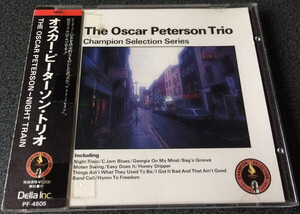 The Oscar Peterson Trio
Champion Selection Series
オスカー・ピーターソン・トリオ
THE OSCAR PETERSON-NIGHT TRAIN
Including
Night Train/C Jam Blues/Georgia On My Mind/Bag's Groove
Moten Swing/Easy Does It/Honey Dripper
Things Ain't What They Used To Be/I Got It Bad And That Ain't Good
Band Call/Hymn To Freedom
Della Inc.
PF-4505